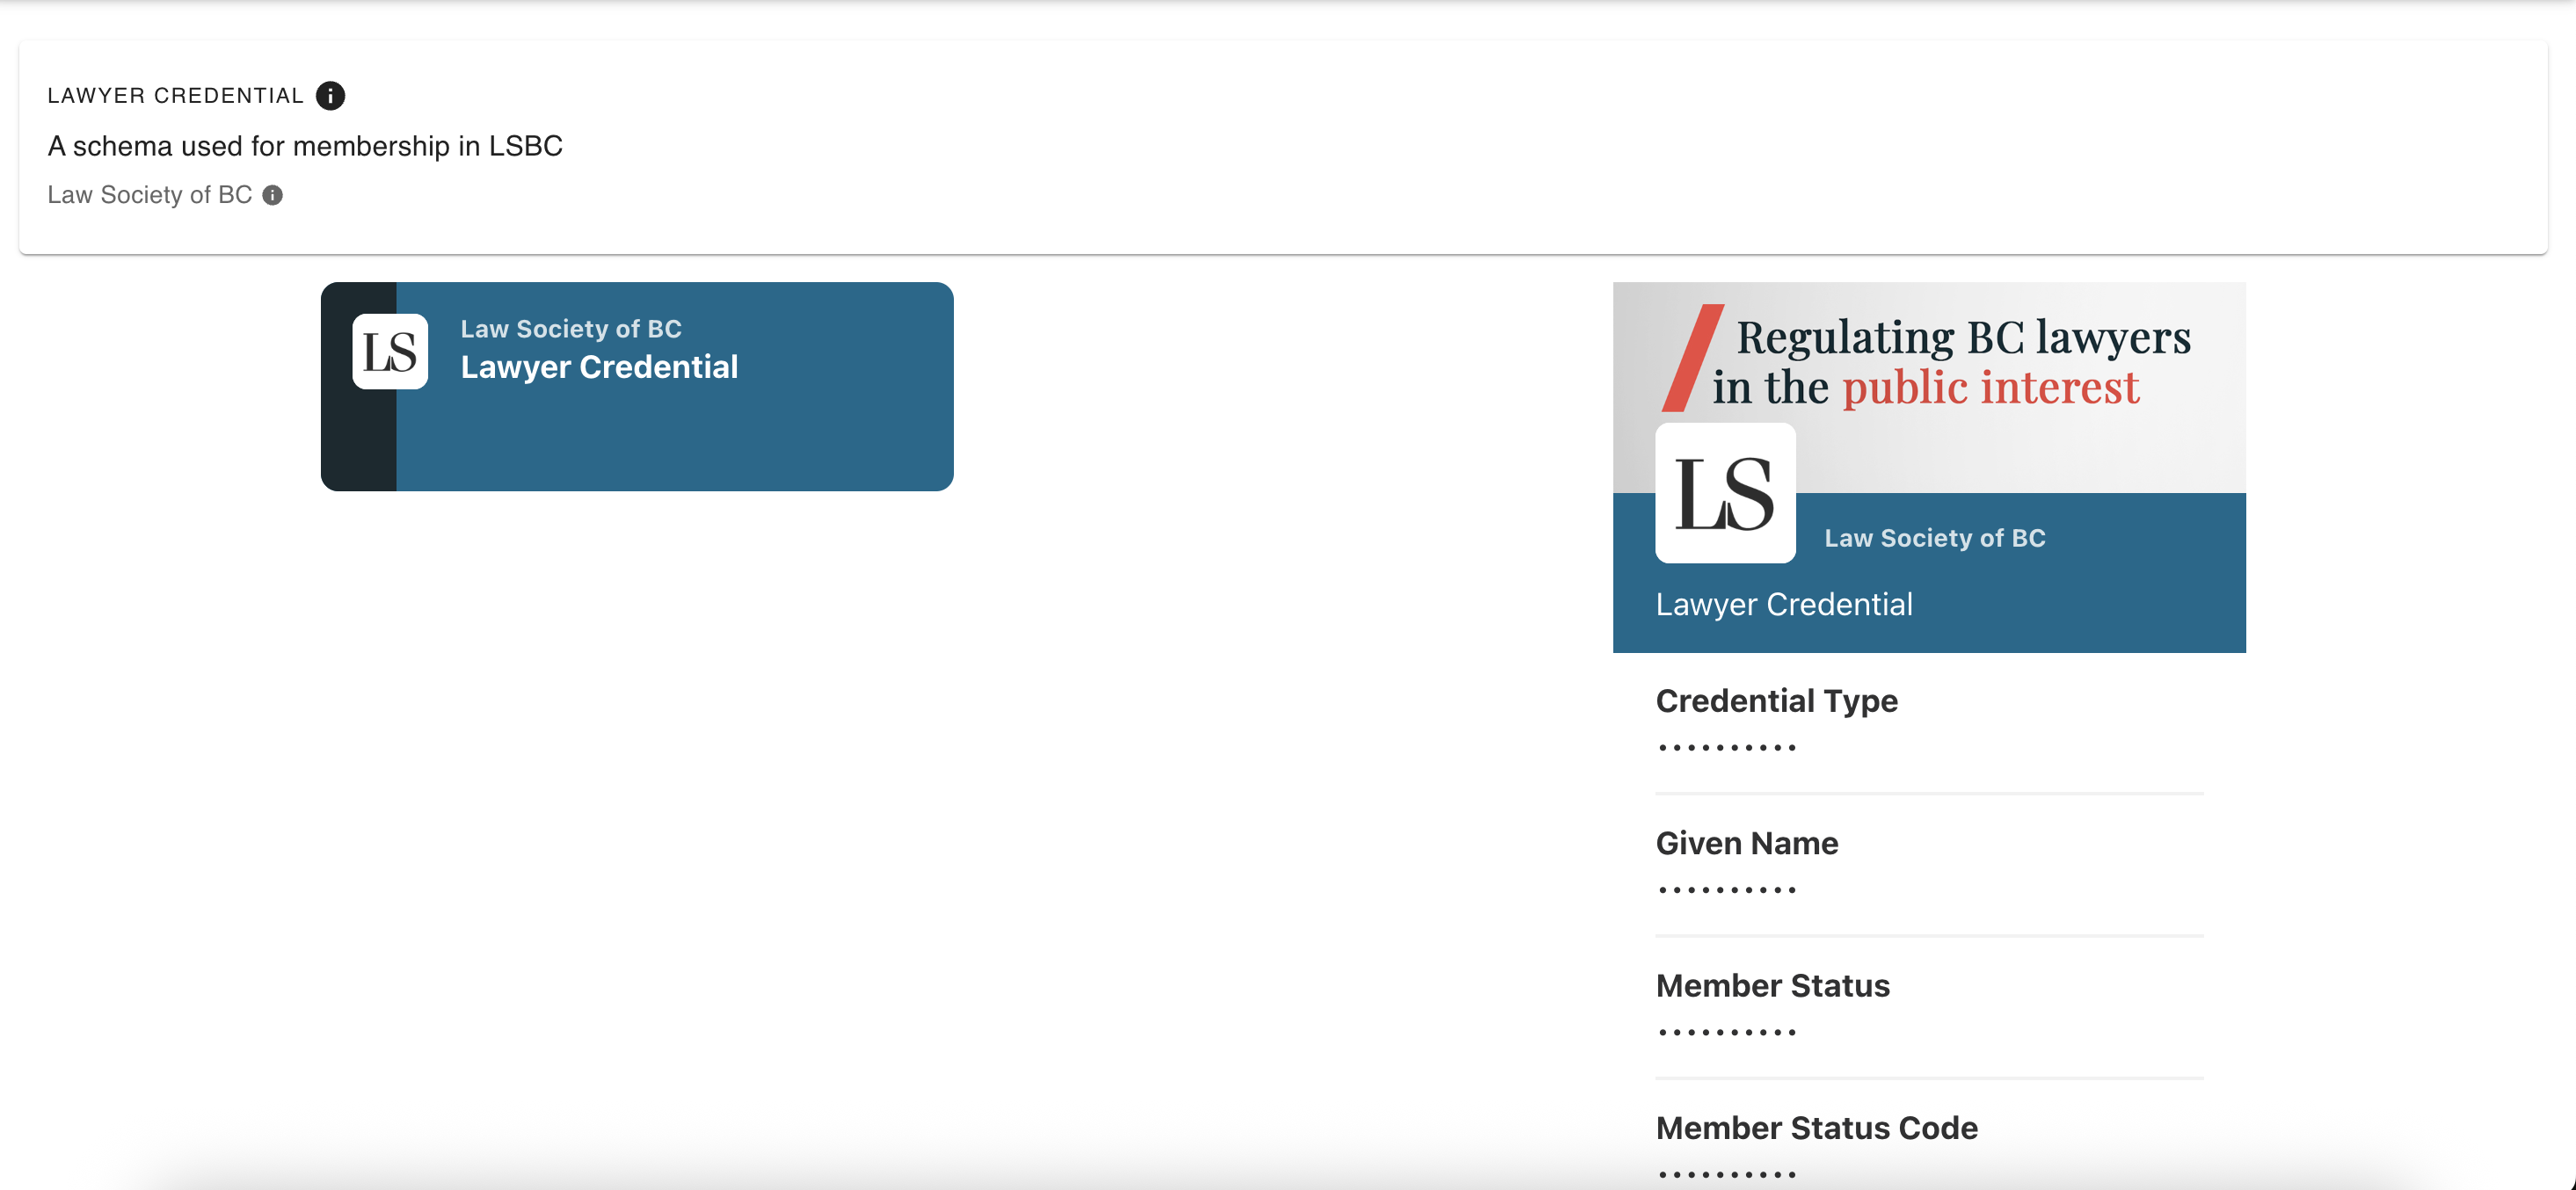 LAWYER CREDENTIAL
A schema used for membership in LSBC
Law Society of BC
LS
Law Society of BC
Lawyer Credential
Regulating BC lawyers
in the public interest
LS
Law Society of BC
Lawyer Credential
Credential Type
••••••••••
Given Name
••••••••••
Member Status
••••••••••
Member Status Code
••••••••••